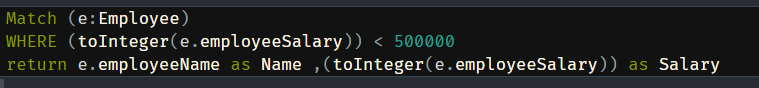 Match (e:Employee)
WHERE (toInteger(e.employeeSalary)) < 500000
return e.employeeName as Name ,(toInteger(e.employeeSalary)) as Salary